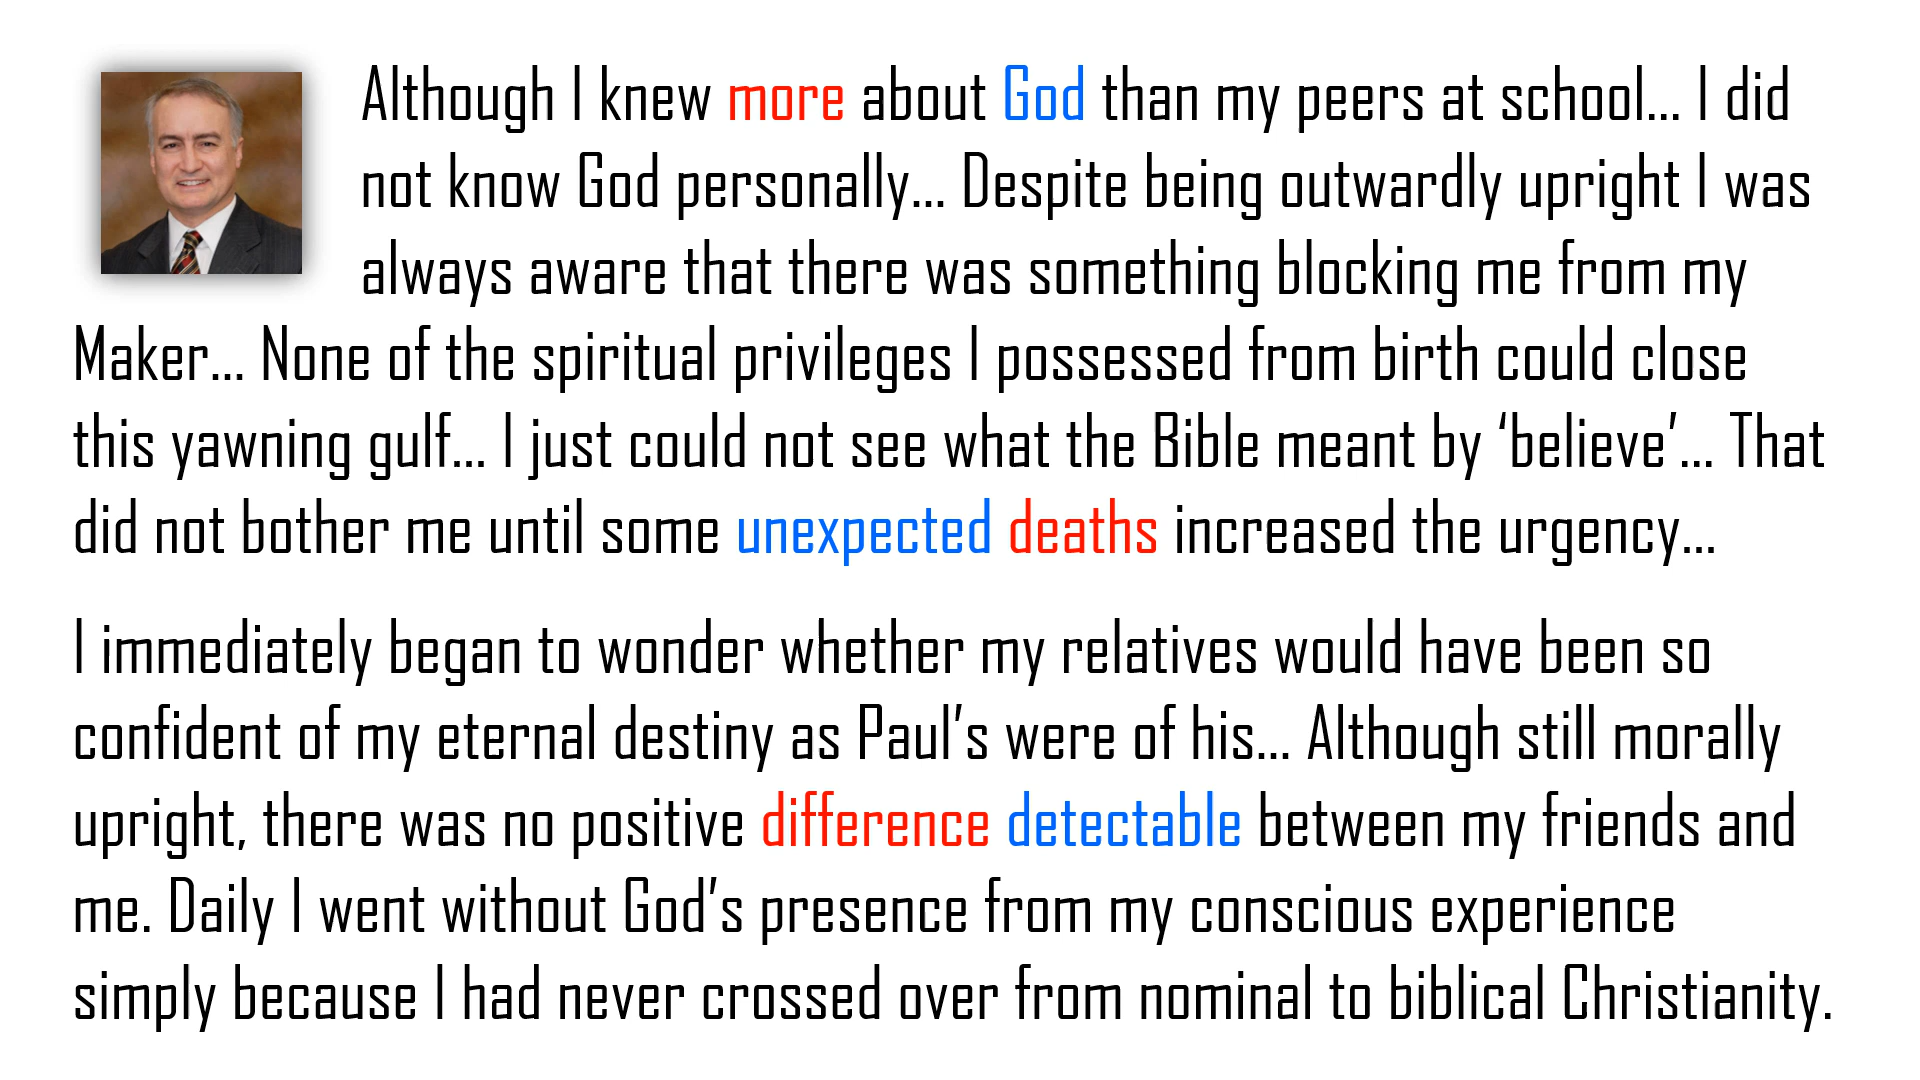 Although I knew more about God than my peers at school... I did
not know God personally... Despite being outwardly upright I was
always aware that there was something blocking me from my
Maker... None of the spiritual privileges I possessed from birth could close
this yawning gulf... I just could not see what the Bible meant by ‘believe’... That
did not bother me until some unexpected deaths increased the urgency...
I immediately began to wonder whether my relatives would have been so
confident of my eternal destiny as Paul’s were of his... Although still morally
upright, there was no positive difference detectable between my friends and
me. Daily I went without God’s presence from my conscious experience
simply because I had never crossed over from nominal to biblical Christianity.